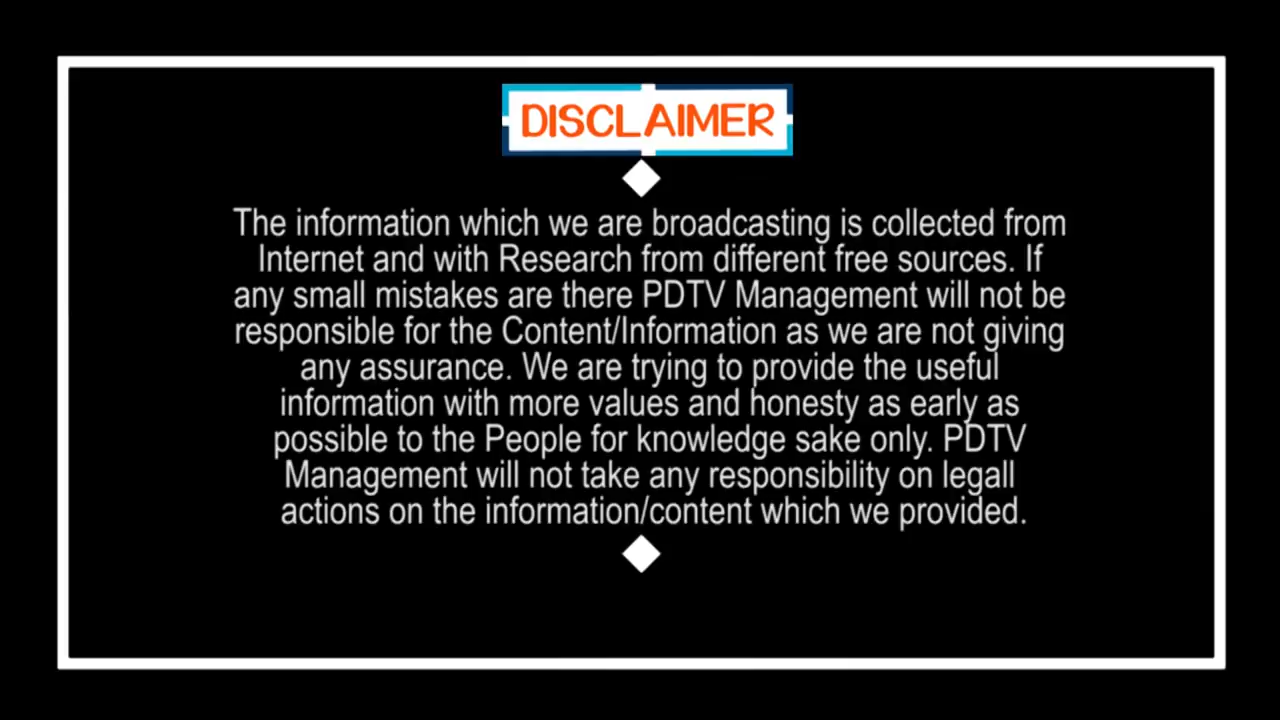 DISCLAIMER
The information which we are broadcasting is collected from
Internet and with Research from different free sources. If
any small mistakes are there PDTV Management will not be
responsible for the Content/Information as we are not giving
any assurance. We are trying to provide the useful
information with more values and honesty as early as
possible to the People for knowledge sake only. PDTV
Management will not take any responsibility on legall
actions on the information/content which we provided.